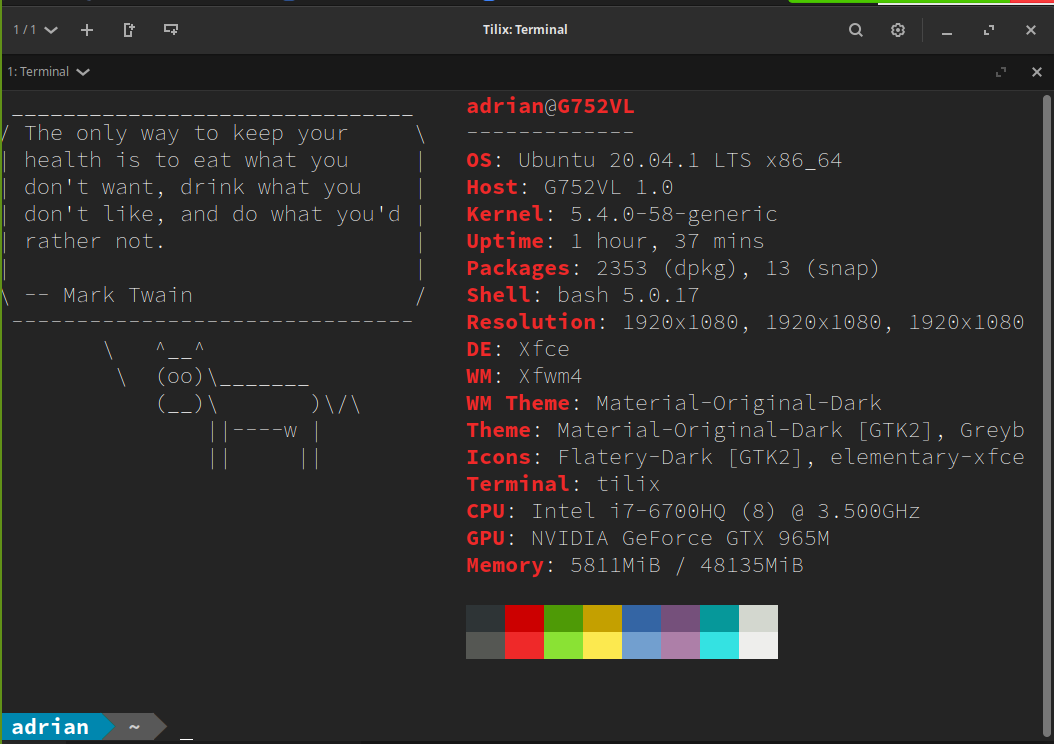 1 / 1
Tilix: Terminal
1: Terminal
 _______________________________
/ The only way to keep your     \
| health is to eat what you     |
| don't want, drink what you    |
| don't like, and do what you'd |
| rather not.                   |
|                               |
\ -- Mark Twain                 /
 -------------------------------
        \   ^__^
         \  (oo)\_______
            (__)\       )\/\
                ||----w |
                ||     ||
adrian@G752VL
-------------
OS: Ubuntu 20.04.1 LTS x86_64
Host: G752VL 1.0
Kernel: 5.4.0-58-generic
Uptime: 1 hour, 37 mins
Packages: 2353 (dpkg), 13 (snap)
Shell: bash 5.0.17
Resolution: 1920x1080, 1920x1080, 1920x1080
DE: Xfce
WM: Xfwm4
WM Theme: Material-Original-Dark
Theme: Material-Original-Dark [GTK2], Greyb
Icons: Flatery-Dark [GTK2], elementary-xfce
Terminal: tilix
CPU: Intel i7-6700HQ (8) @ 3.500GHz
GPU: NVIDIA GeForce GTX 965M
Memory: 5811MiB / 48135MiB
adrian ~ _